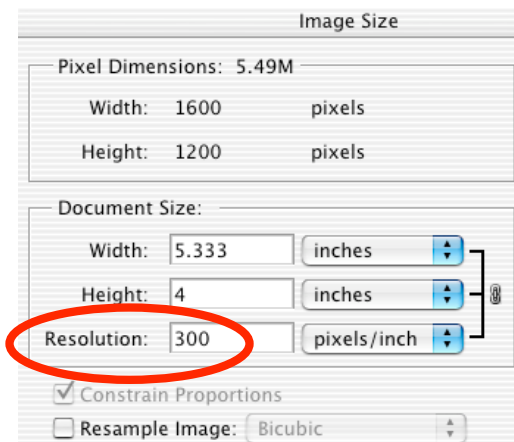 Image Size
Pixel Dimensions: 5.49M
Width: 1600 pixels
Height: 1200 pixels
Document Size:
Width: 5.333 inches
Height: 4 inches
Resolution: 300 pixels/inch
Constrain Proportions
Resample Image: Bicubic